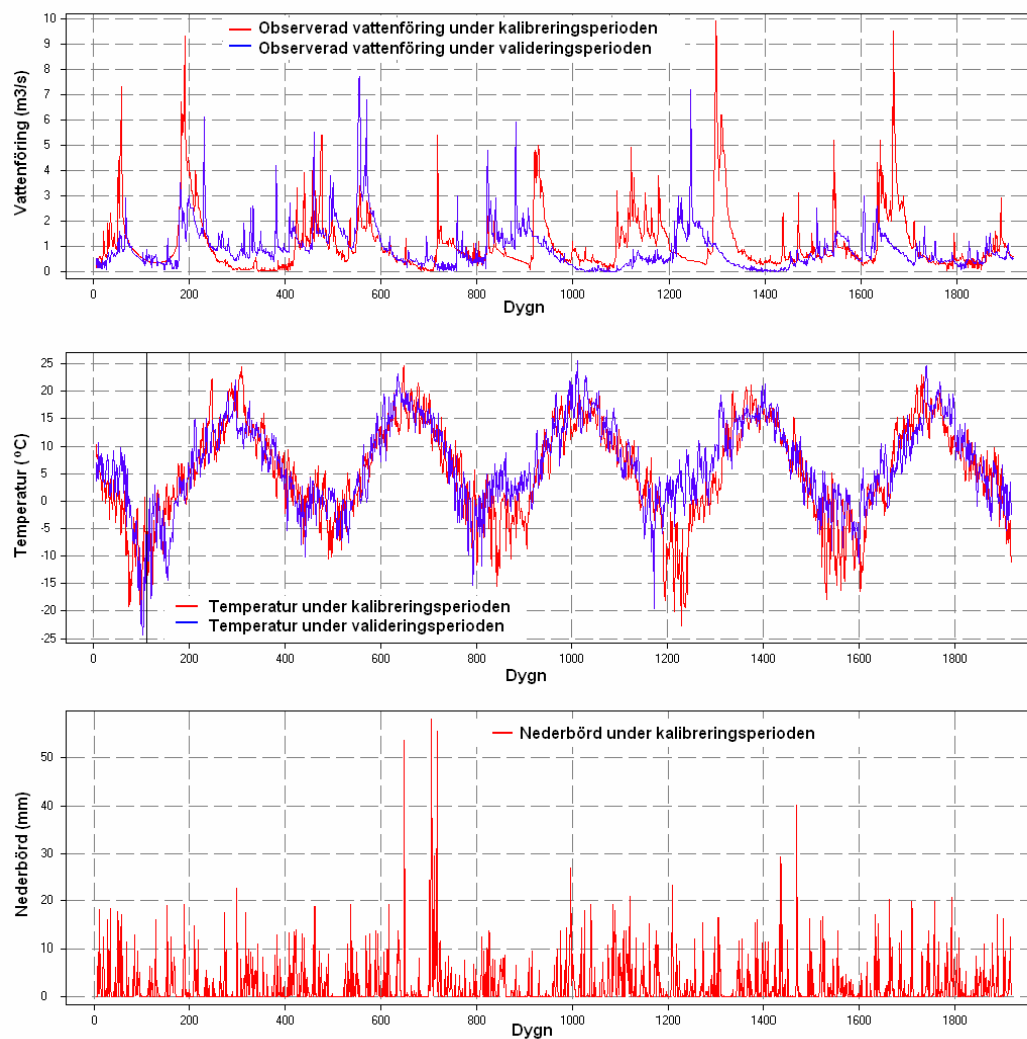 Observerad vattenföring under kalibreringsperioden
Observerad vattenföring under valideringsperioden
Vattenföring (m3/s)
10
9
8
7
6
5
4
3
2
1
0
0 200 400 600 800 1000 1200 1400 1600 1800
Dygn
Temperatur (ºC)
25
20
15
10
5
0
-5
-10
-15
-20
25
Temperatur under kalibreringsperioden
Temperatur under valideringsperioden
0 200 400 600 800 1000 1200 1400 1600 1800
Dygn
Nederbörd under kalibreringsperioden
Nederbörd (mm)
50
40
30
20
10
0
0 200 400 600 800 1000 1200 1400 1600 1800
Dygn